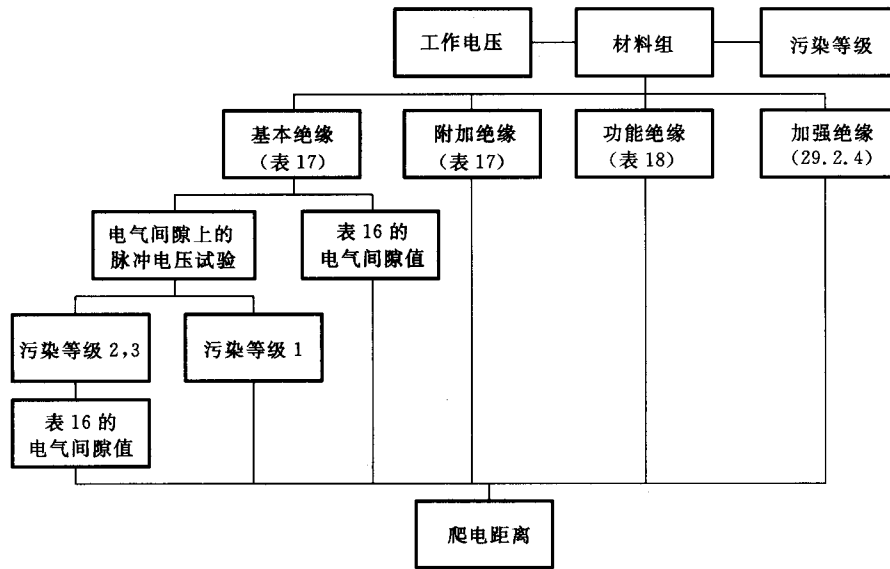 工作电压
材料组
污染等级
基本绝缘
(表 17)
附加绝缘
(表 17)
功能绝缘
(表 18)
加强绝缘
(29.2.4)
电气间隙上的
脉冲电压试验
表 16 的
电气间隙值
污染等级 2,3
污染等级 1
表 16 的
电气间隙值
爬电距离